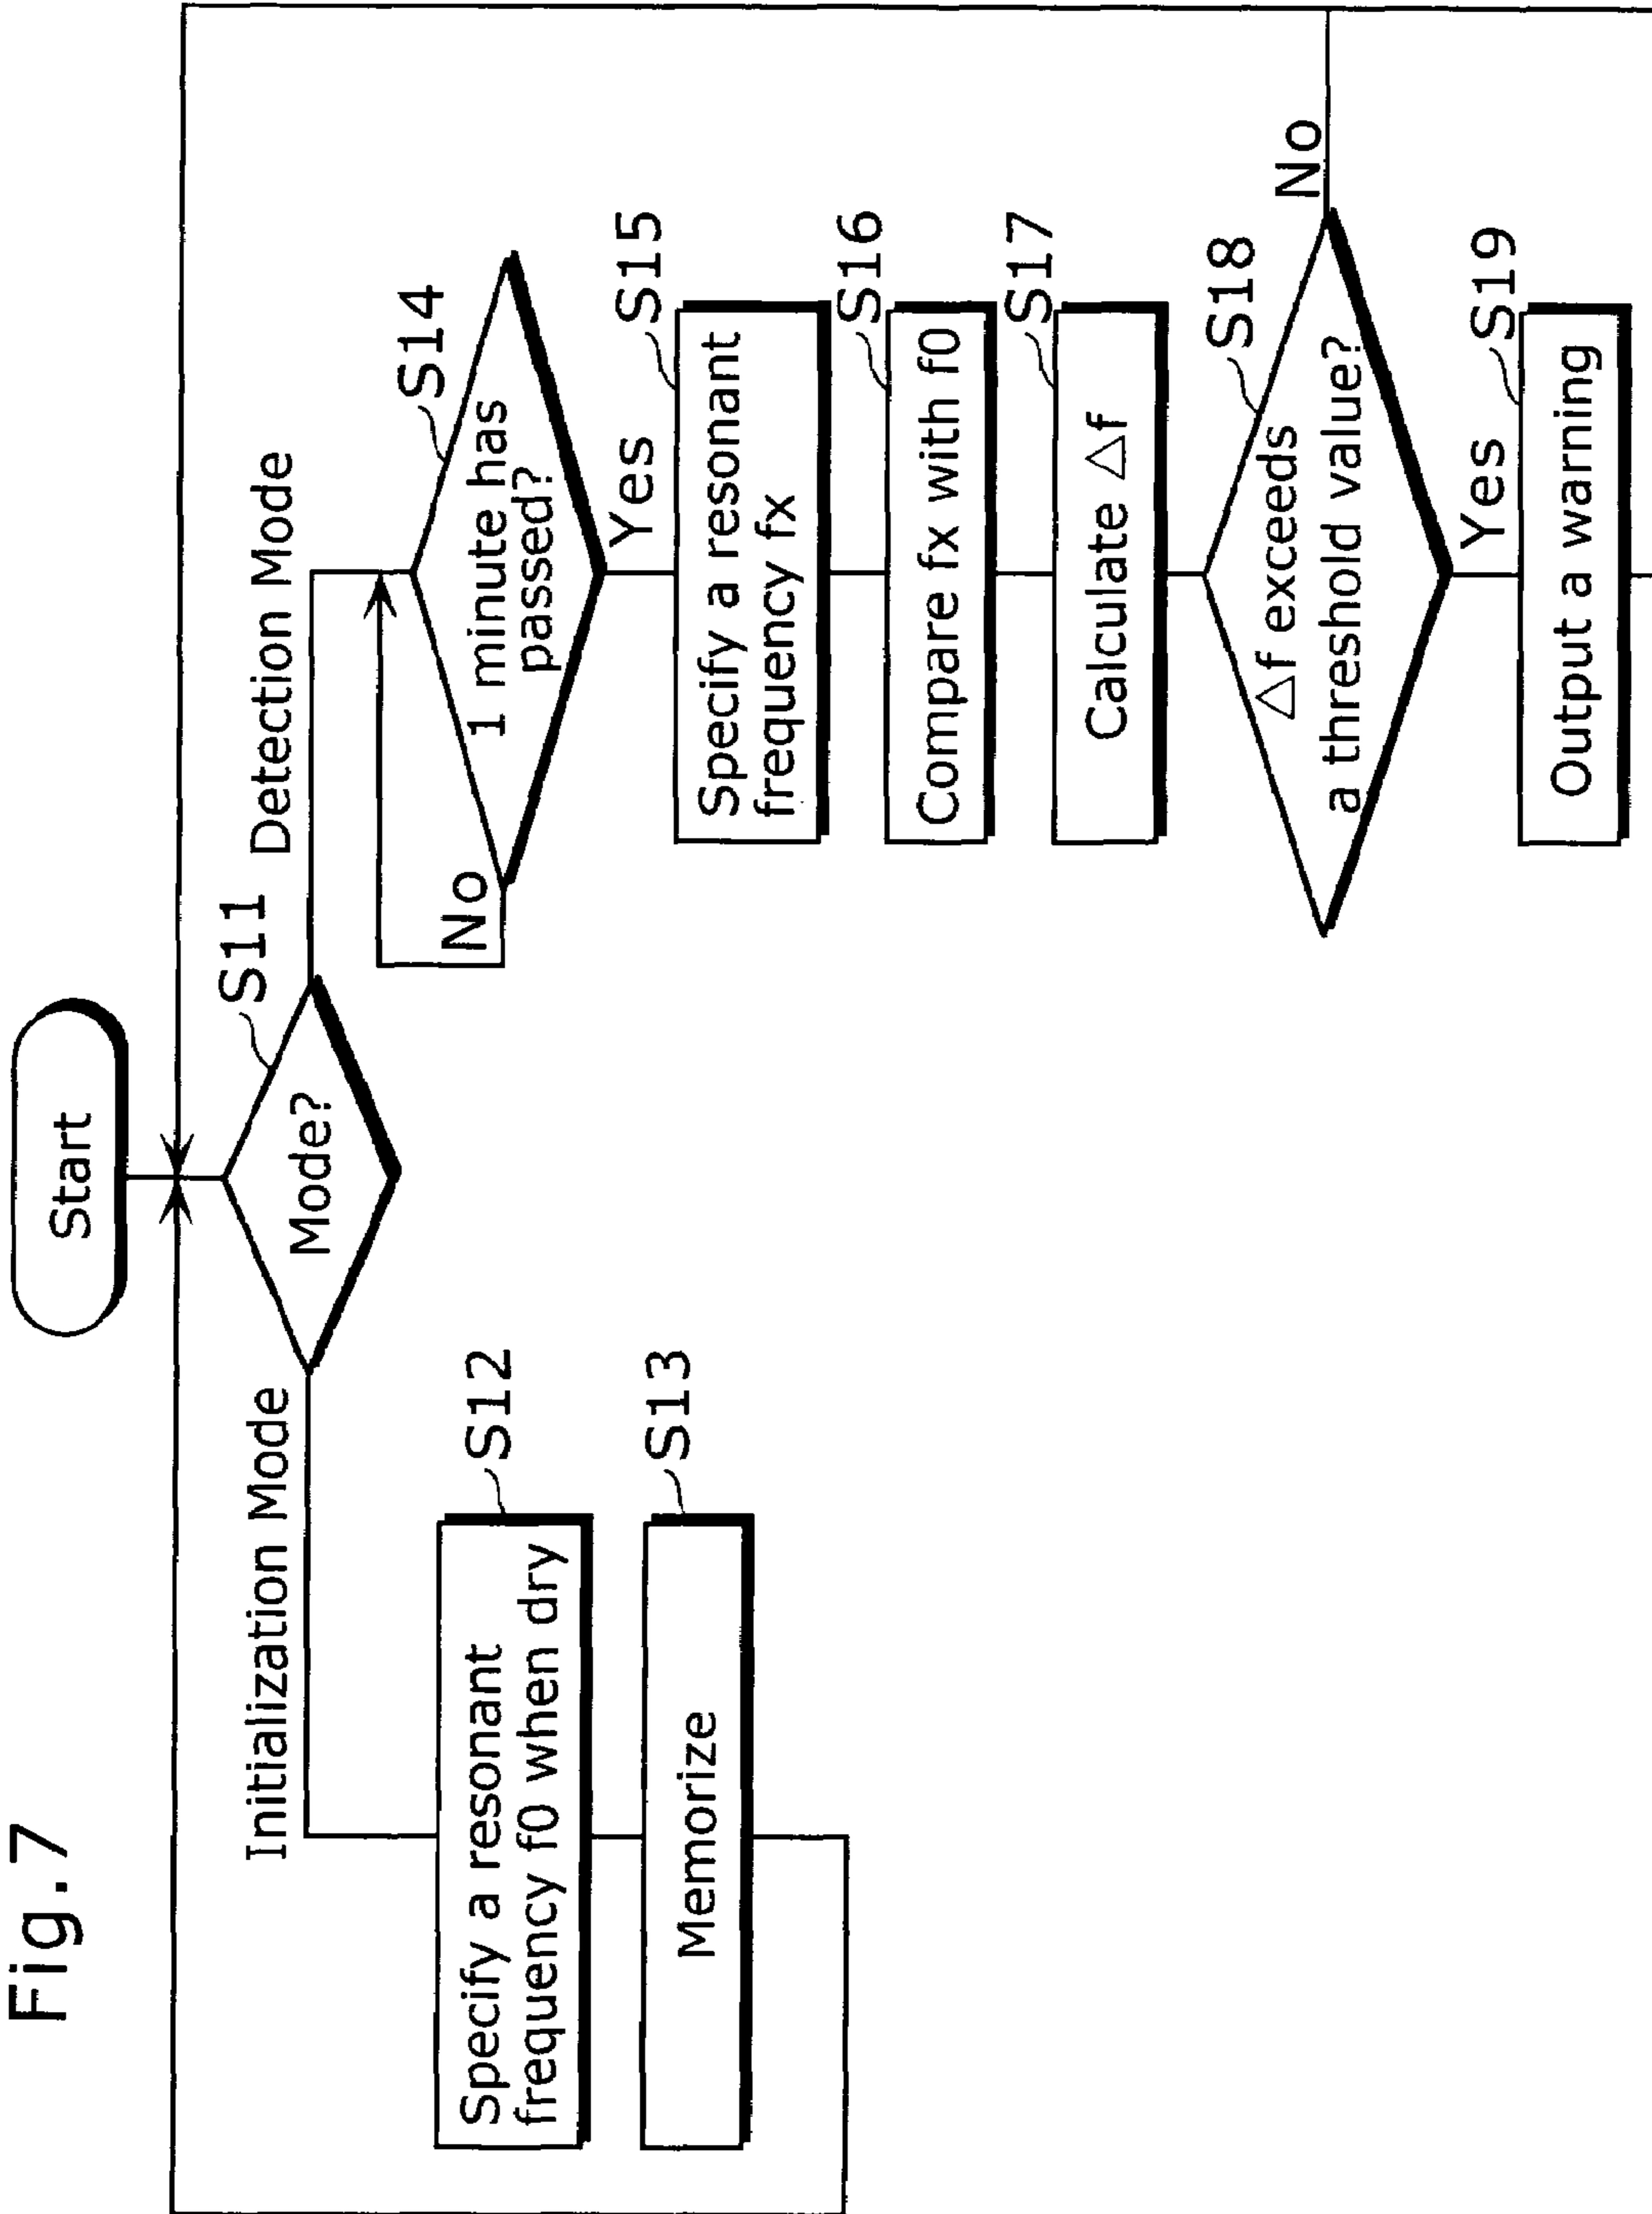 Fig.7
Start
Mode?
S11
Initialization Mode
Detection Mode
Specify a resonant
frequency f0 when dry
S12
Memorize
S13
1 minute has
passed?
S14
No
Yes
Specify a resonant
frequency fx
S15
Compare fx with f0
S16
Calculate △f
S17
△f exceeds
a threshold value?
S18
No
Yes
Output a warning
S19